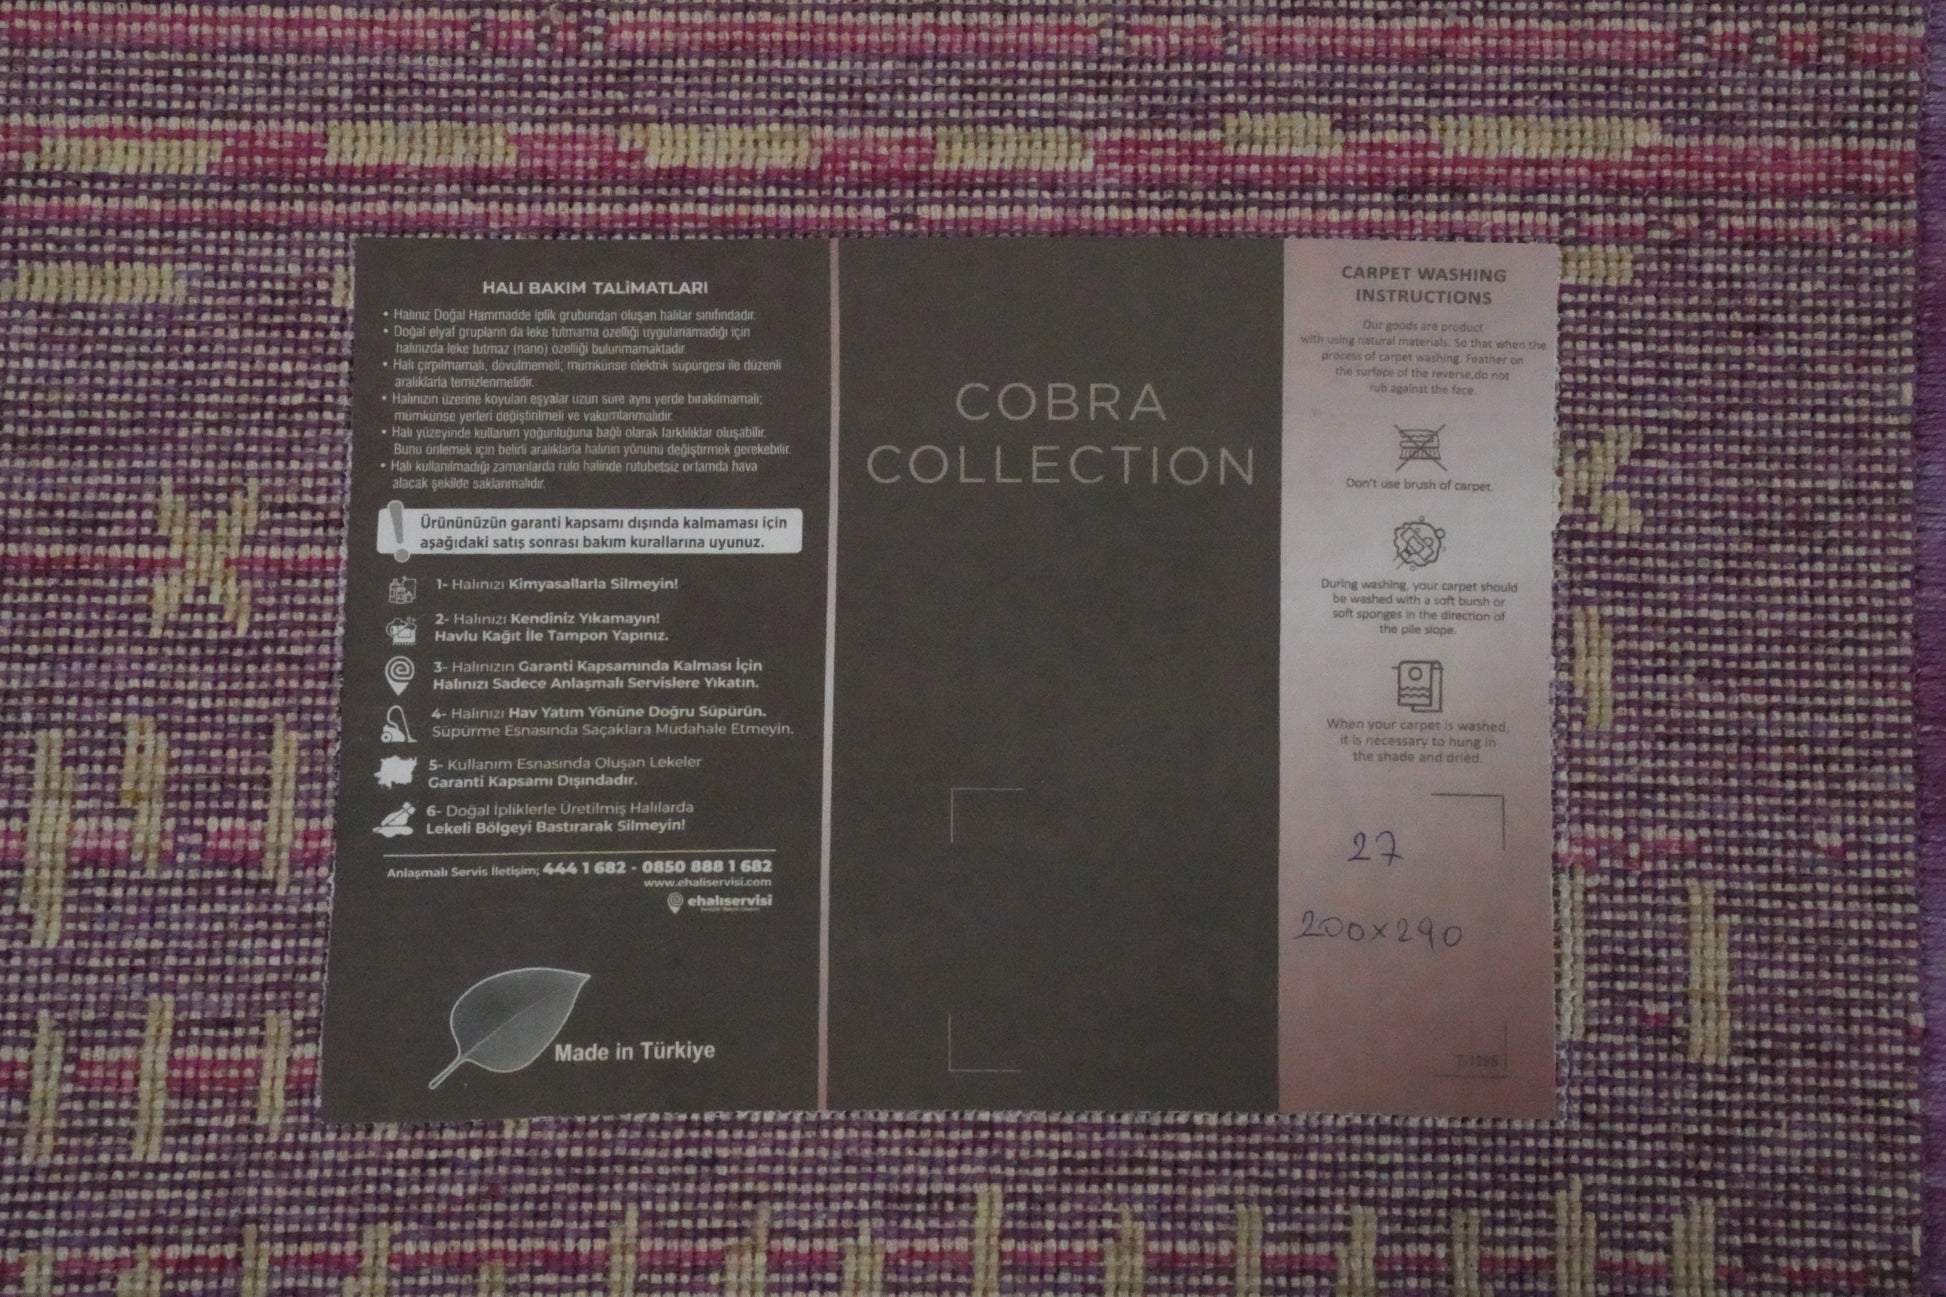 HALI BAKIM TALİMATLARI
• Halınız Doğal Hammadde iplik grubundan oluşan halılar sınıfındadır.
• Doğal elyaf grupların da leke tutmama özelliği uygulanamadığı için
halınızda leke tutmaz (nano) özelliği bulunmamaktadır.
• Halı çırpılmamalı, dövülmemeli; mümkünse elektrik süpürgesi ile düzenli
aralıklarla temizlenmelidir.
• Halınızın üzerine koyulan eşyalar uzun süre aynı yerde bırakılmamalı;
mümkünse yerleri değiştirilmeli ve vakumlanmalıdır.
• Halı yüzeyinde kullanım yoğunluğuna bağlı olarak farklılıklar oluşabilir.
Bunu önlemek için belirli aralıklarla halının yönünü değiştirmek gerekebilir.
• Halı kullanılmadığı zamanlarda rulo halinde rutubetsiz ortamda hava
alacak şekilde saklanmalıdır.
Ürününüzün garanti kapsamı dışında kalmaması için
aşağıdaki satış sonrası bakım kurallarına uyunuz.
1- Halınızı Kimyasallarla Silmeyin!
2- Halınızı Kendiniz Yıkamayın!
Havlu Kağıt İle Tampon Yapınız.
3- Halınızın Garanti Kapsamında Kalması İçin
Halınızı Sadece Anlaşmalı Servislere Yıkatın.
4- Halınızı Hav Yatım Yönüne Doğru Süpürün.
Süpürme Esnasında Saçaklara Müdahale Etmeyin.
5- Kullanım Esnasında Oluşan Lekeler
Garanti Kapsamı Dışındadır.
6- Doğal İpliklerle Üretilmiş Halılarda
Lekeli Bölgeyi Bastırarak Silmeyin!
Anlaşmalı Servis İletişim; 444 1 682 - 0850 888 1 682
www.ehaliservisi.com
ehalıservisi
Made in Türkiye
COBRA
COLLECTION
CARPET WASHING
INSTRUCTIONS
Our goods are product
with using natural materials. So that when the
process of carpet washing. Feather on
the surface of the reverse,do not
rub against the face.
Don't use brush of carpet.
During washing, your carpet should
be washed with a soft bursh or
soft sponges in the direction of
the pile slope.
When your carpet is washed,
it is necessary to hung in
the shade and dried.
27
200x290